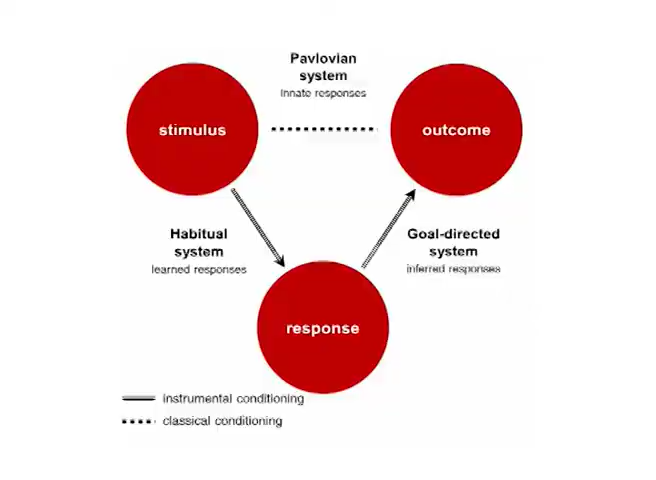 Pavlovian
system
innate responses
stimulus
outcome
Habitual
system
learned responses
Goal-directed
system
inferred responses
response
instrumental conditioning
classical conditioning